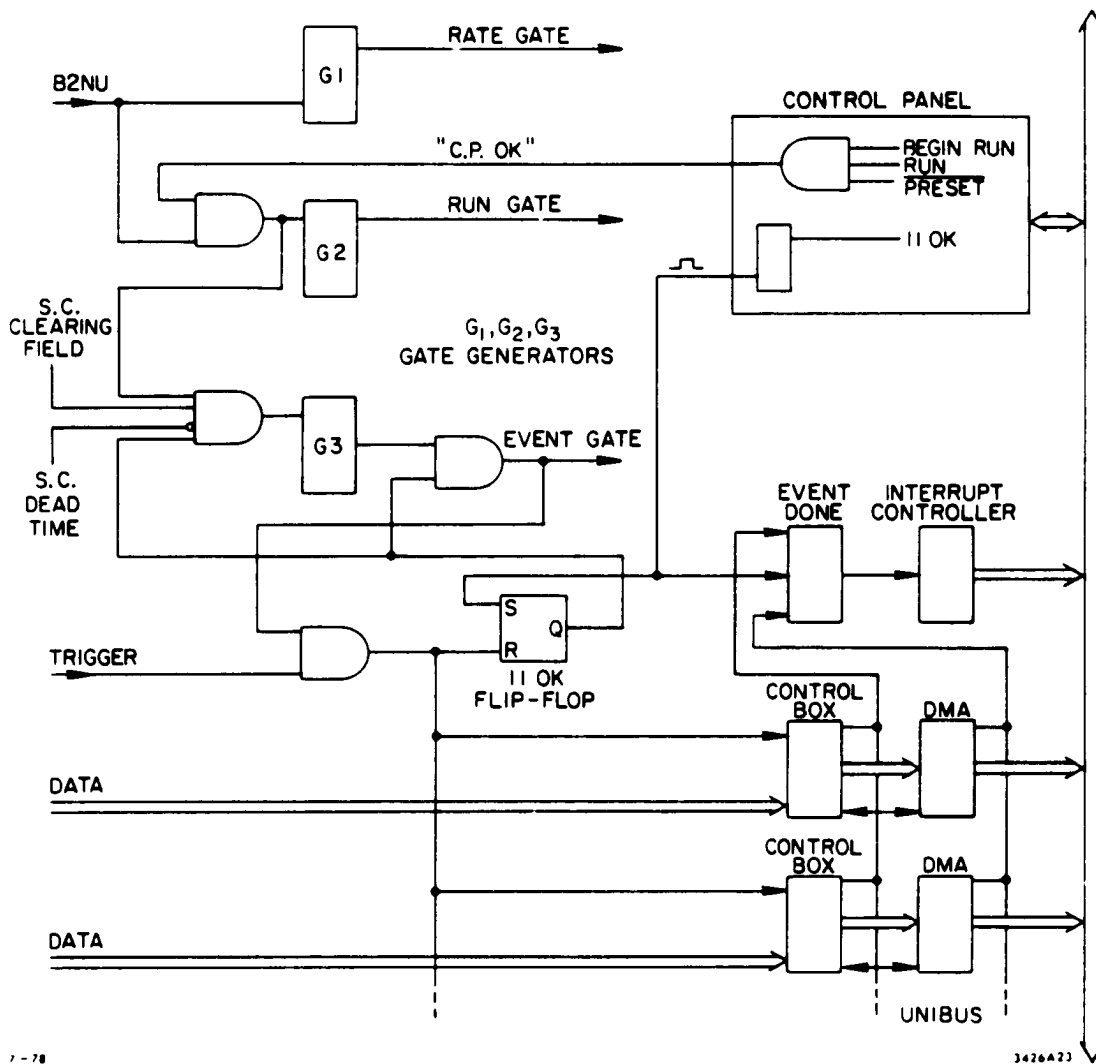 RATE GATE
G1
B2NU
CONTROL PANEL
"C.P. OK"
BEGIN RUN
RUN
PRESET
RUN GATE
G2
11 OK
S.C.
CLEARING
FIELD
G1, G2, G3
GATE GENERATORS
G3
EVENT GATE
S.C.
DEAD
TIME
EVENT
DONE
INTERRUPT
CONTROLLER
S
Q
R
TRIGGER
11 OK
FLIP-FLOP
CONTROL
BOX
DMA
DATA
CONTROL
BOX
DMA
DATA
UNIBUS
7-78
3426A23